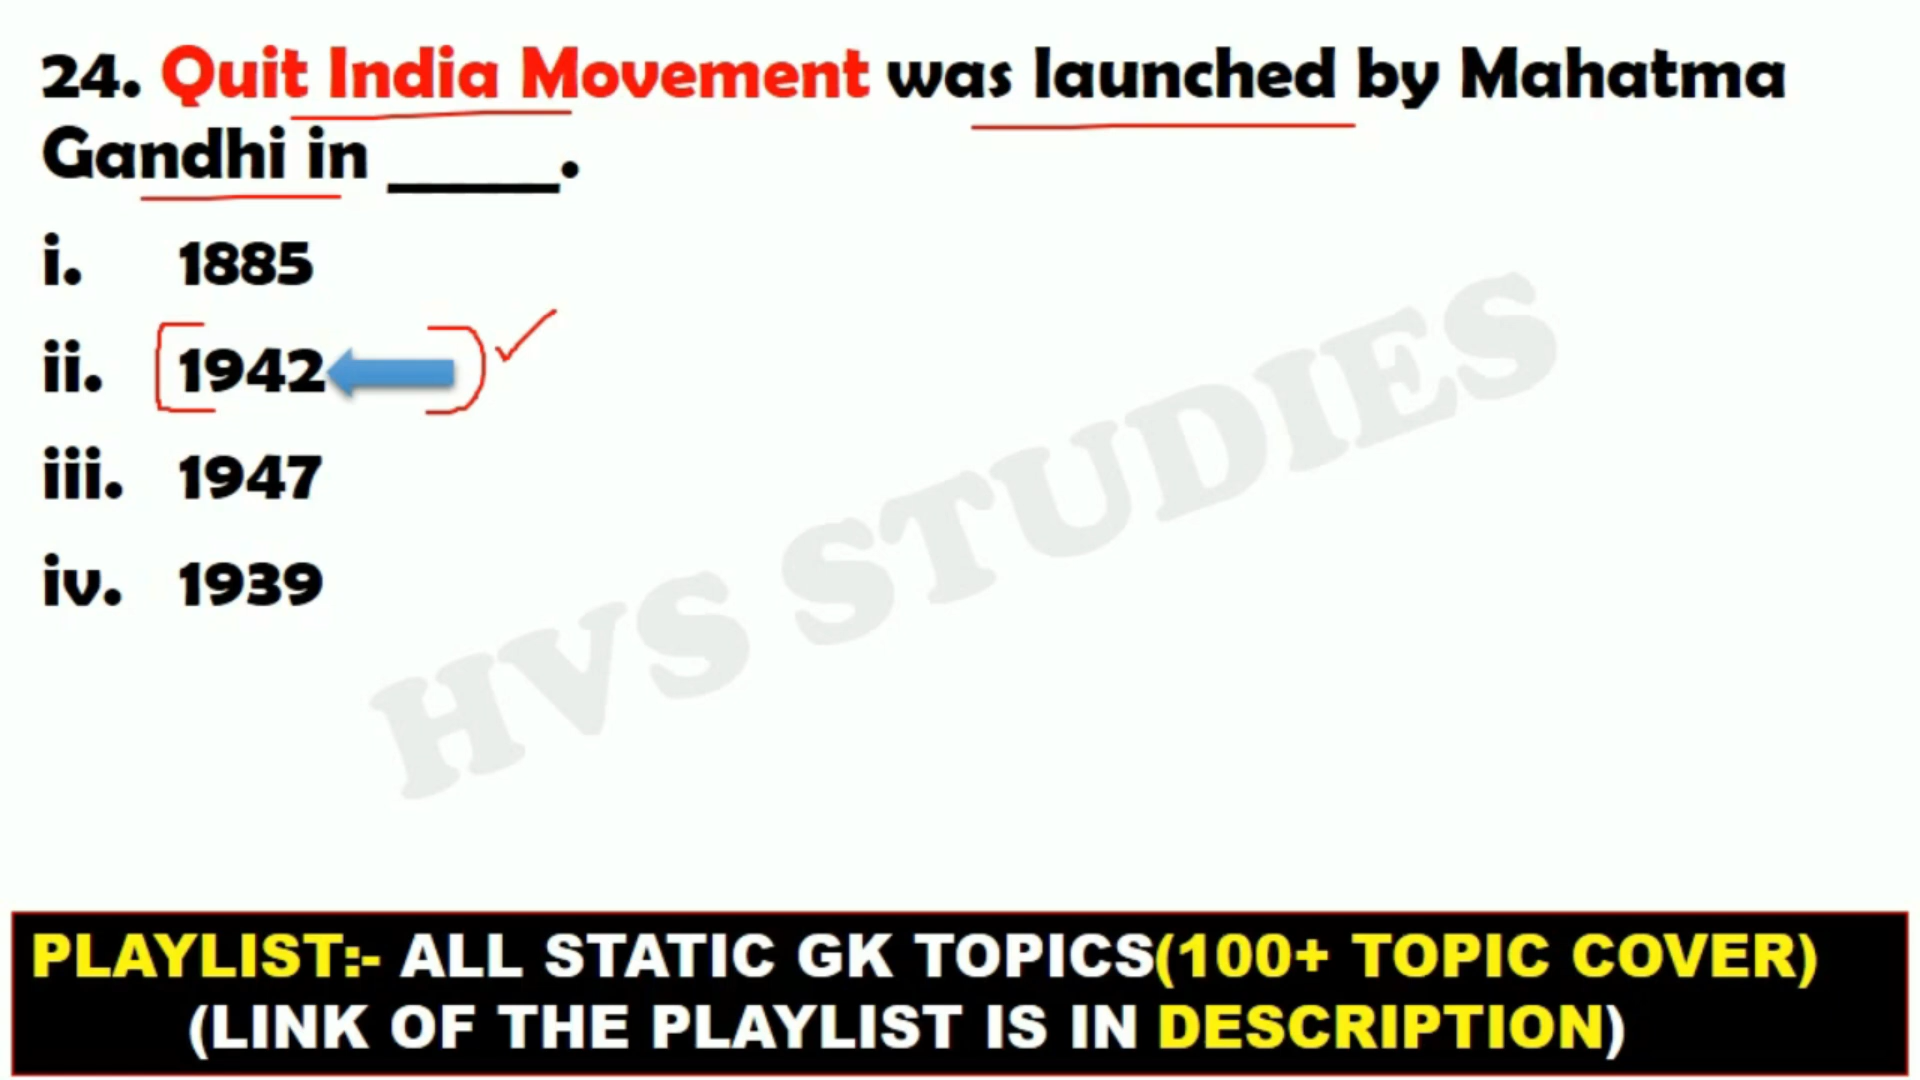 24. Quit India Movement was launched by Mahatma
Gandhi in _____.
i. 1885
ii. 1942
iii. 1947
iv. 1939
HVS STUDIES
PLAYLIST:- ALL STATIC GK TOPICS(100+ TOPIC COVER)
(LINK OF THE PLAYLIST IS IN DESCRIPTION)